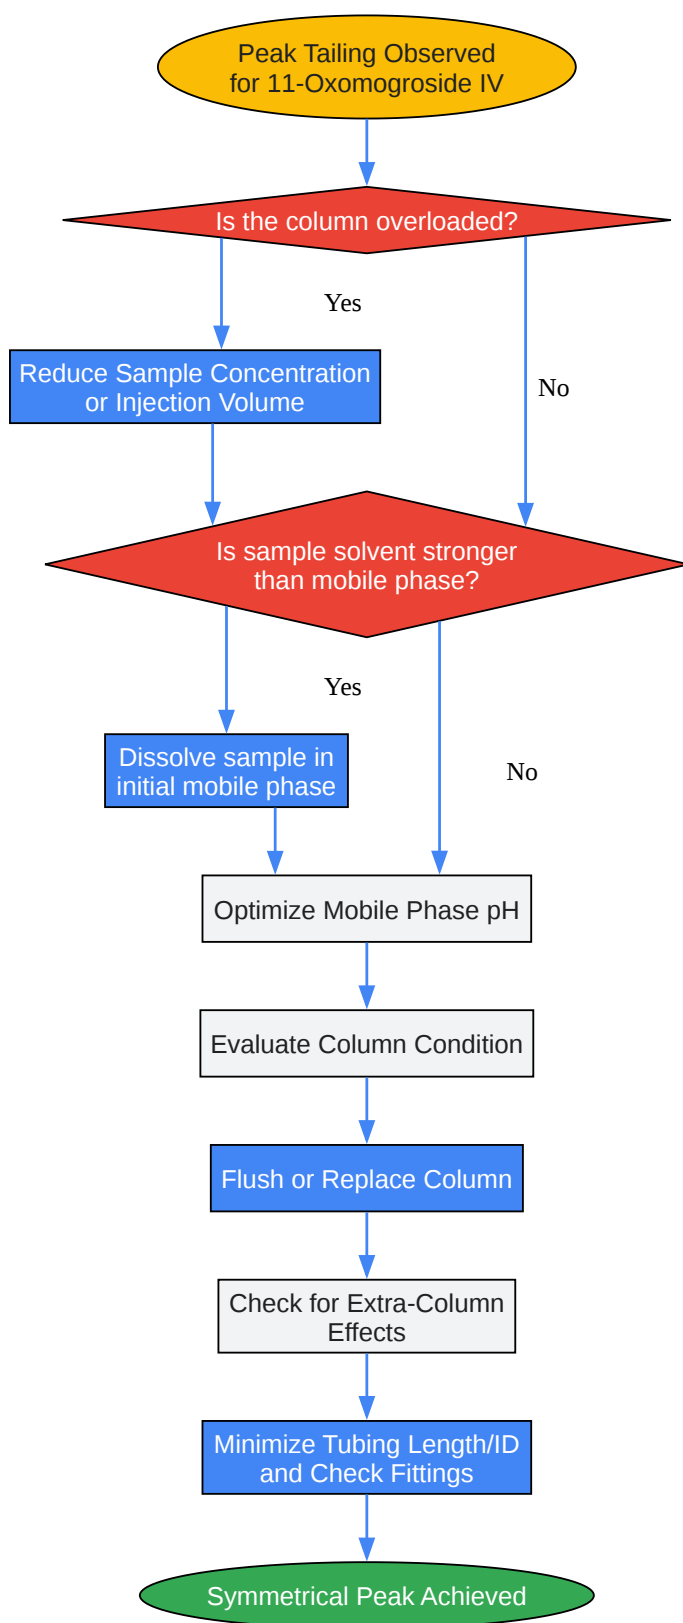 Peak Tailing Observed
for 11-Oxomogroside IV
Is the column overloaded?
Yes
Reduce Sample Concentration
or Injection Volume
No
Is sample solvent stronger
than mobile phase?
Yes
Dissolve sample in
initial mobile phase
No
Optimize Mobile Phase pH
Evaluate Column Condition
Flush or Replace Column
Check for Extra-Column
Effects
Minimize Tubing Length/ID
and Check Fittings
Symmetrical Peak Achieved